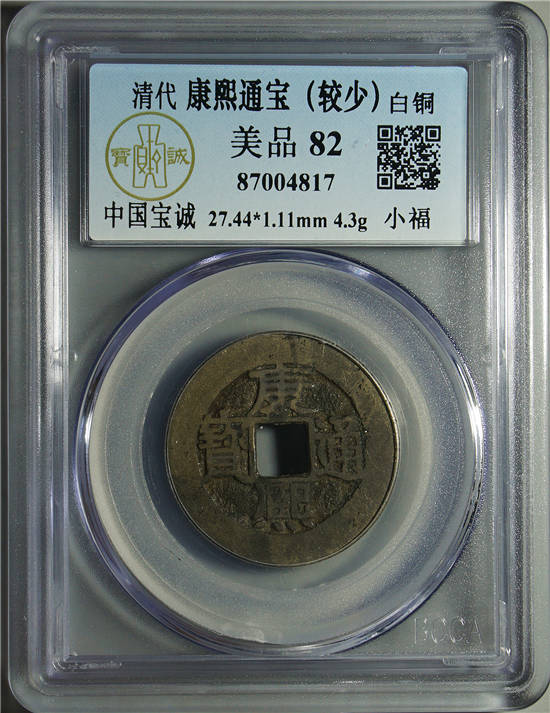 清代 康熙通宝（较少）白铜
寶 誠
美品 82
87004817
中国宝诚 27.44*1.11mm 4.3g 小福
康
寶 通
熙